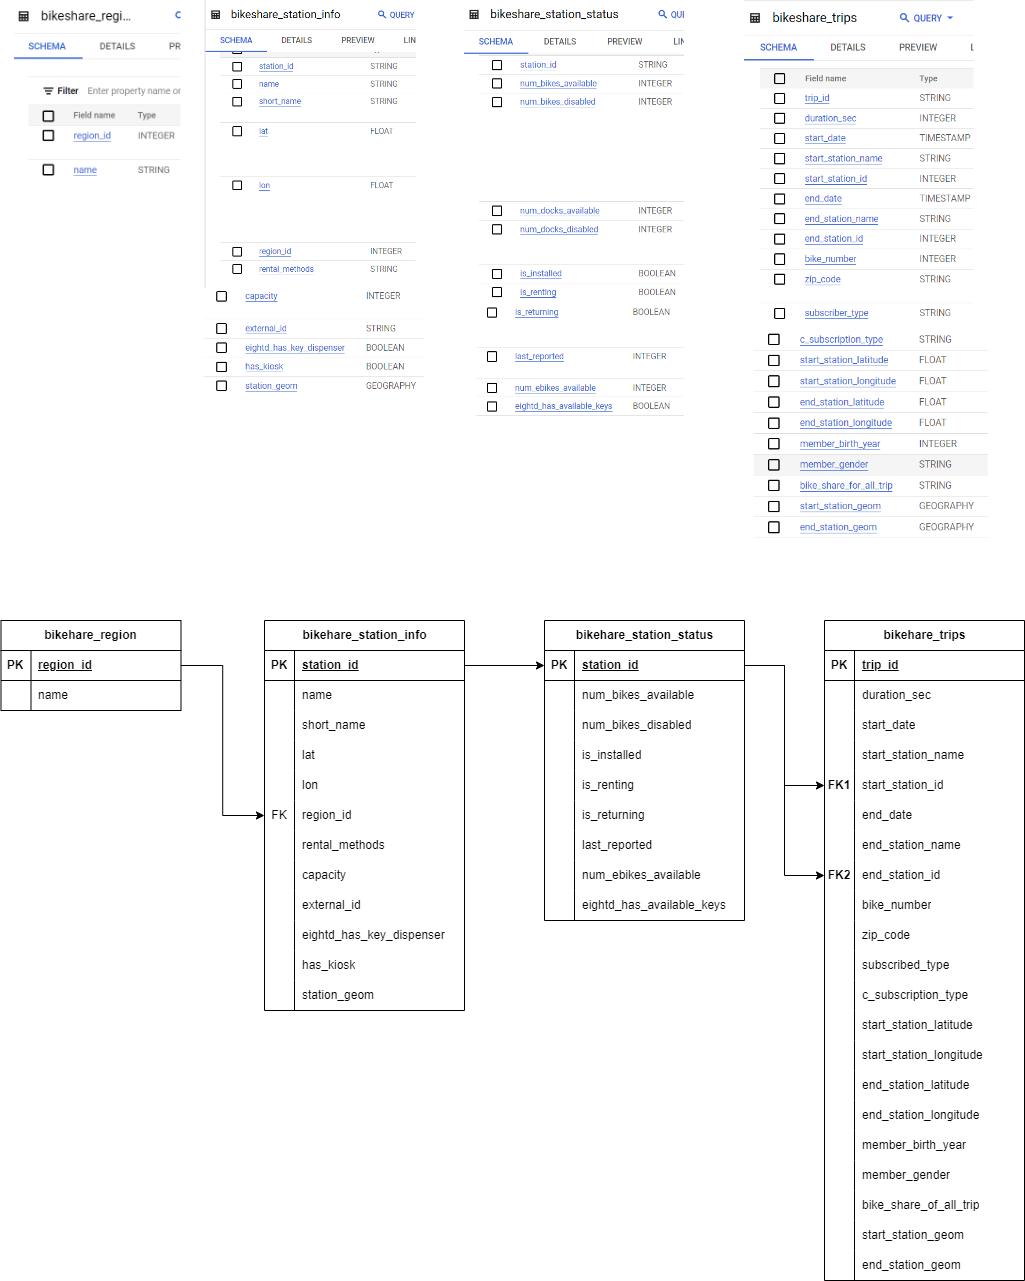 bikeshare_regi...
SCHEMA DETAILS PR
Filter Enter property name or
Field name Type
region_id INTEGER
name STRING
bikeshare_station_info QUERY
SCHEMA DETAILS PREVIEW LIN
station_id STRING
name STRING
short_name STRING
lat FLOAT
lon FLOAT
region_id INTEGER
rental_methods STRING
capacity INTEGER
external_id STRING
eightd_has_key_dispenser BOOLEAN
has_kiosk BOOLEAN
station_geom GEOGRAPHY
bikeshare_station_status QU
SCHEMA DETAILS PREVIEW LIN
station_id STRING
num_bikes_available INTEGER
num_bikes_disabled INTEGER
num_docks_available INTEGER
num_docks_disabled INTEGER
is_installed BOOLEAN
is_renting BOOLEAN
is_returning BOOLEAN
last_reported INTEGER
num_ebikes_available INTEGER
eightd_has_available_keys BOOLEAN
bikeshare_trips QUERY
SCHEMA DETAILS PREVIEW L
Field name Type
trip_id STRING
duration_sec INTEGER
start_date TIMESTAMP
start_station_name STRING
start_station_id INTEGER
end_date TIMESTAMP
end_station_name STRING
end_station_id INTEGER
bike_number INTEGER
zip_code STRING
subscriber_type STRING
c_subscription_type STRING
start_station_latitude FLOAT
start_station_longitude FLOAT
end_station_latitude FLOAT
end_station_longitude FLOAT
member_birth_year INTEGER
member_gender STRING
bike_share_for_all_trip STRING
start_station_geom GEOGRAPHY
end_station_geom GEOGRAPHY
bikehare_region
PK region_id
name
bikehare_station_info
PK station_id
name
short_name
lat
lon
FK region_id
rental_methods
capacity
external_id
eightd_has_key_dispenser
has_kiosk
station_geom
bikehare_station_status
PK station_id
num_bikes_available
num_bikes_disabled
is_installed
is_renting
is_returning
last_reported
num_ebikes_available
eightd_has_available_keys
bikehare_trips
PK trip_id
duration_sec
start_date
start_station_name
FK1 start_station_id
end_date
end_station_name
FK2 end_station_id
bike_number
zip_code
subscribed_type
c_subscription_type
start_station_latitude
start_station_longitude
end_station_latitude
end_station_longitude
member_birth_year
member_gender
bike_share_of_all_trip
start_station_geom
end_station_geom